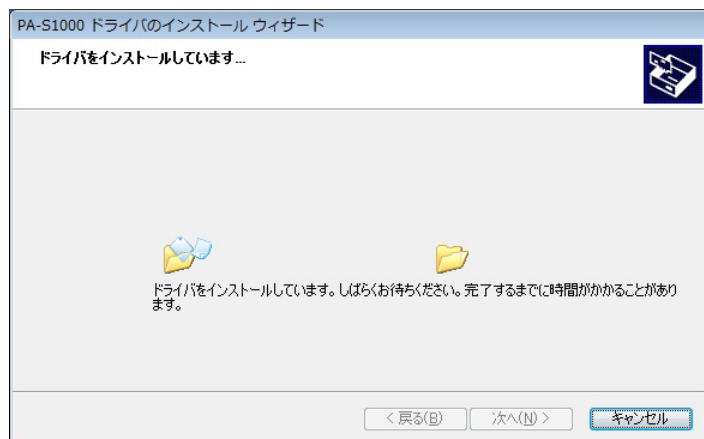 PA-S1000 ドライバのインストール ウィザード
ドライバをインストールしています...
ドライバをインストールしています。しばらくお待ちください。完了するまでに時間がかかることがあり
ます。
< 戻る(B)
次へ(N) >
キャンセル